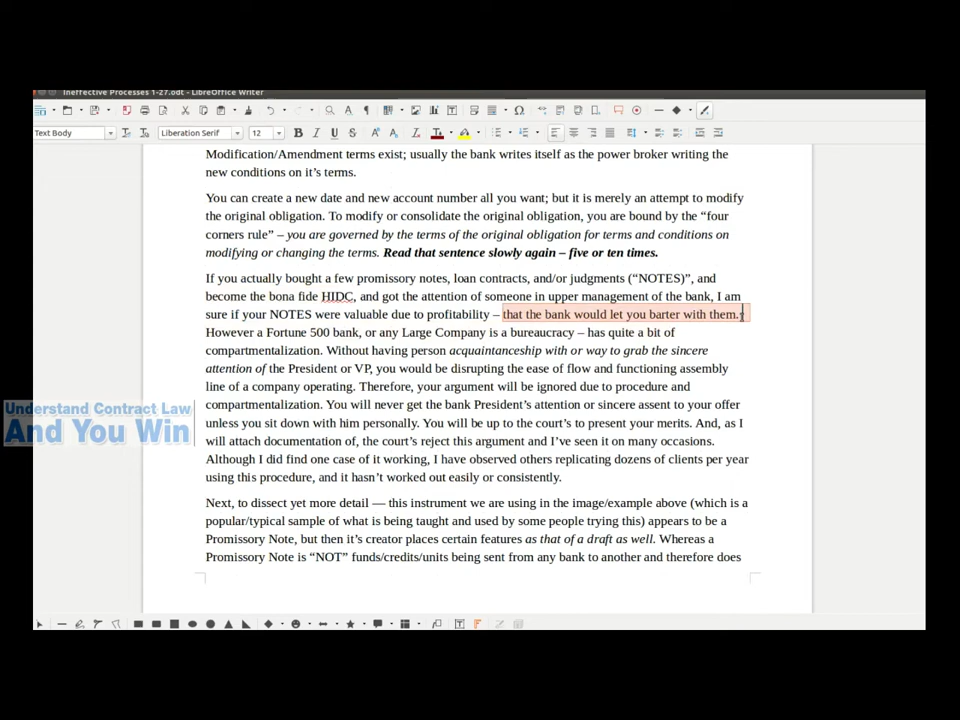 Ineffective Processes 1-27.odt - LibreOffice Writer
Text Body
Liberation Serif
12
Modification/Amendment terms exist; usually the bank writes itself as the power broker writing the
new conditions on it's terms.
You can create a new date and new account number all you want; but it is merely an attempt to modify
the original obligation. To modify or consolidate the original obligation, you are bound by the “four
corners rule” – you are governed by the terms of the original obligation for terms and conditions on
modifying or changing the terms. Read that sentence slowly again – five or ten times.
If you actually bought a few promissory notes, loan contracts, and/or judgments (“NOTES)”, and
become the bona fide HIDC, and got the attention of someone in upper management of the bank, I am
sure if your NOTES were valuable due to profitability – that the bank would let you barter with them.
However a Fortune 500 bank, or any Large Company is a bureaucracy – has quite a bit of
compartmentalization. Without having person acquaintanceship with or way to grab the sincere
attention of the President or VP, you would be disrupting the ease of flow and functioning assembly
line of a company operating. Therefore, your argument will be ignored due to procedure and
compartmentalization. You will never get the bank President's attention or sincere assent to your offer
unless you sit down with him personally. You will be up to the court's to present your merits. And, as I
will attach documentation of, the court's reject this argument and I've seen it on many occasions.
Although I did find one case of it working, I have observed others replicating dozens of clients per year
using this procedure, and it hasn't worked out easily or consistently.
Next, to dissect yet more detail — this instrument we are using in the image/example above (which is a
popular/typical sample of what is being taught and used by some people trying this) appears to be a
Promissory Note, but then it's creator places certain features as that of a draft as well. Whereas a
Promissory Note is “NOT” funds/credits/units being sent from any bank to another and therefore does
Understand Contract Law
And You Win